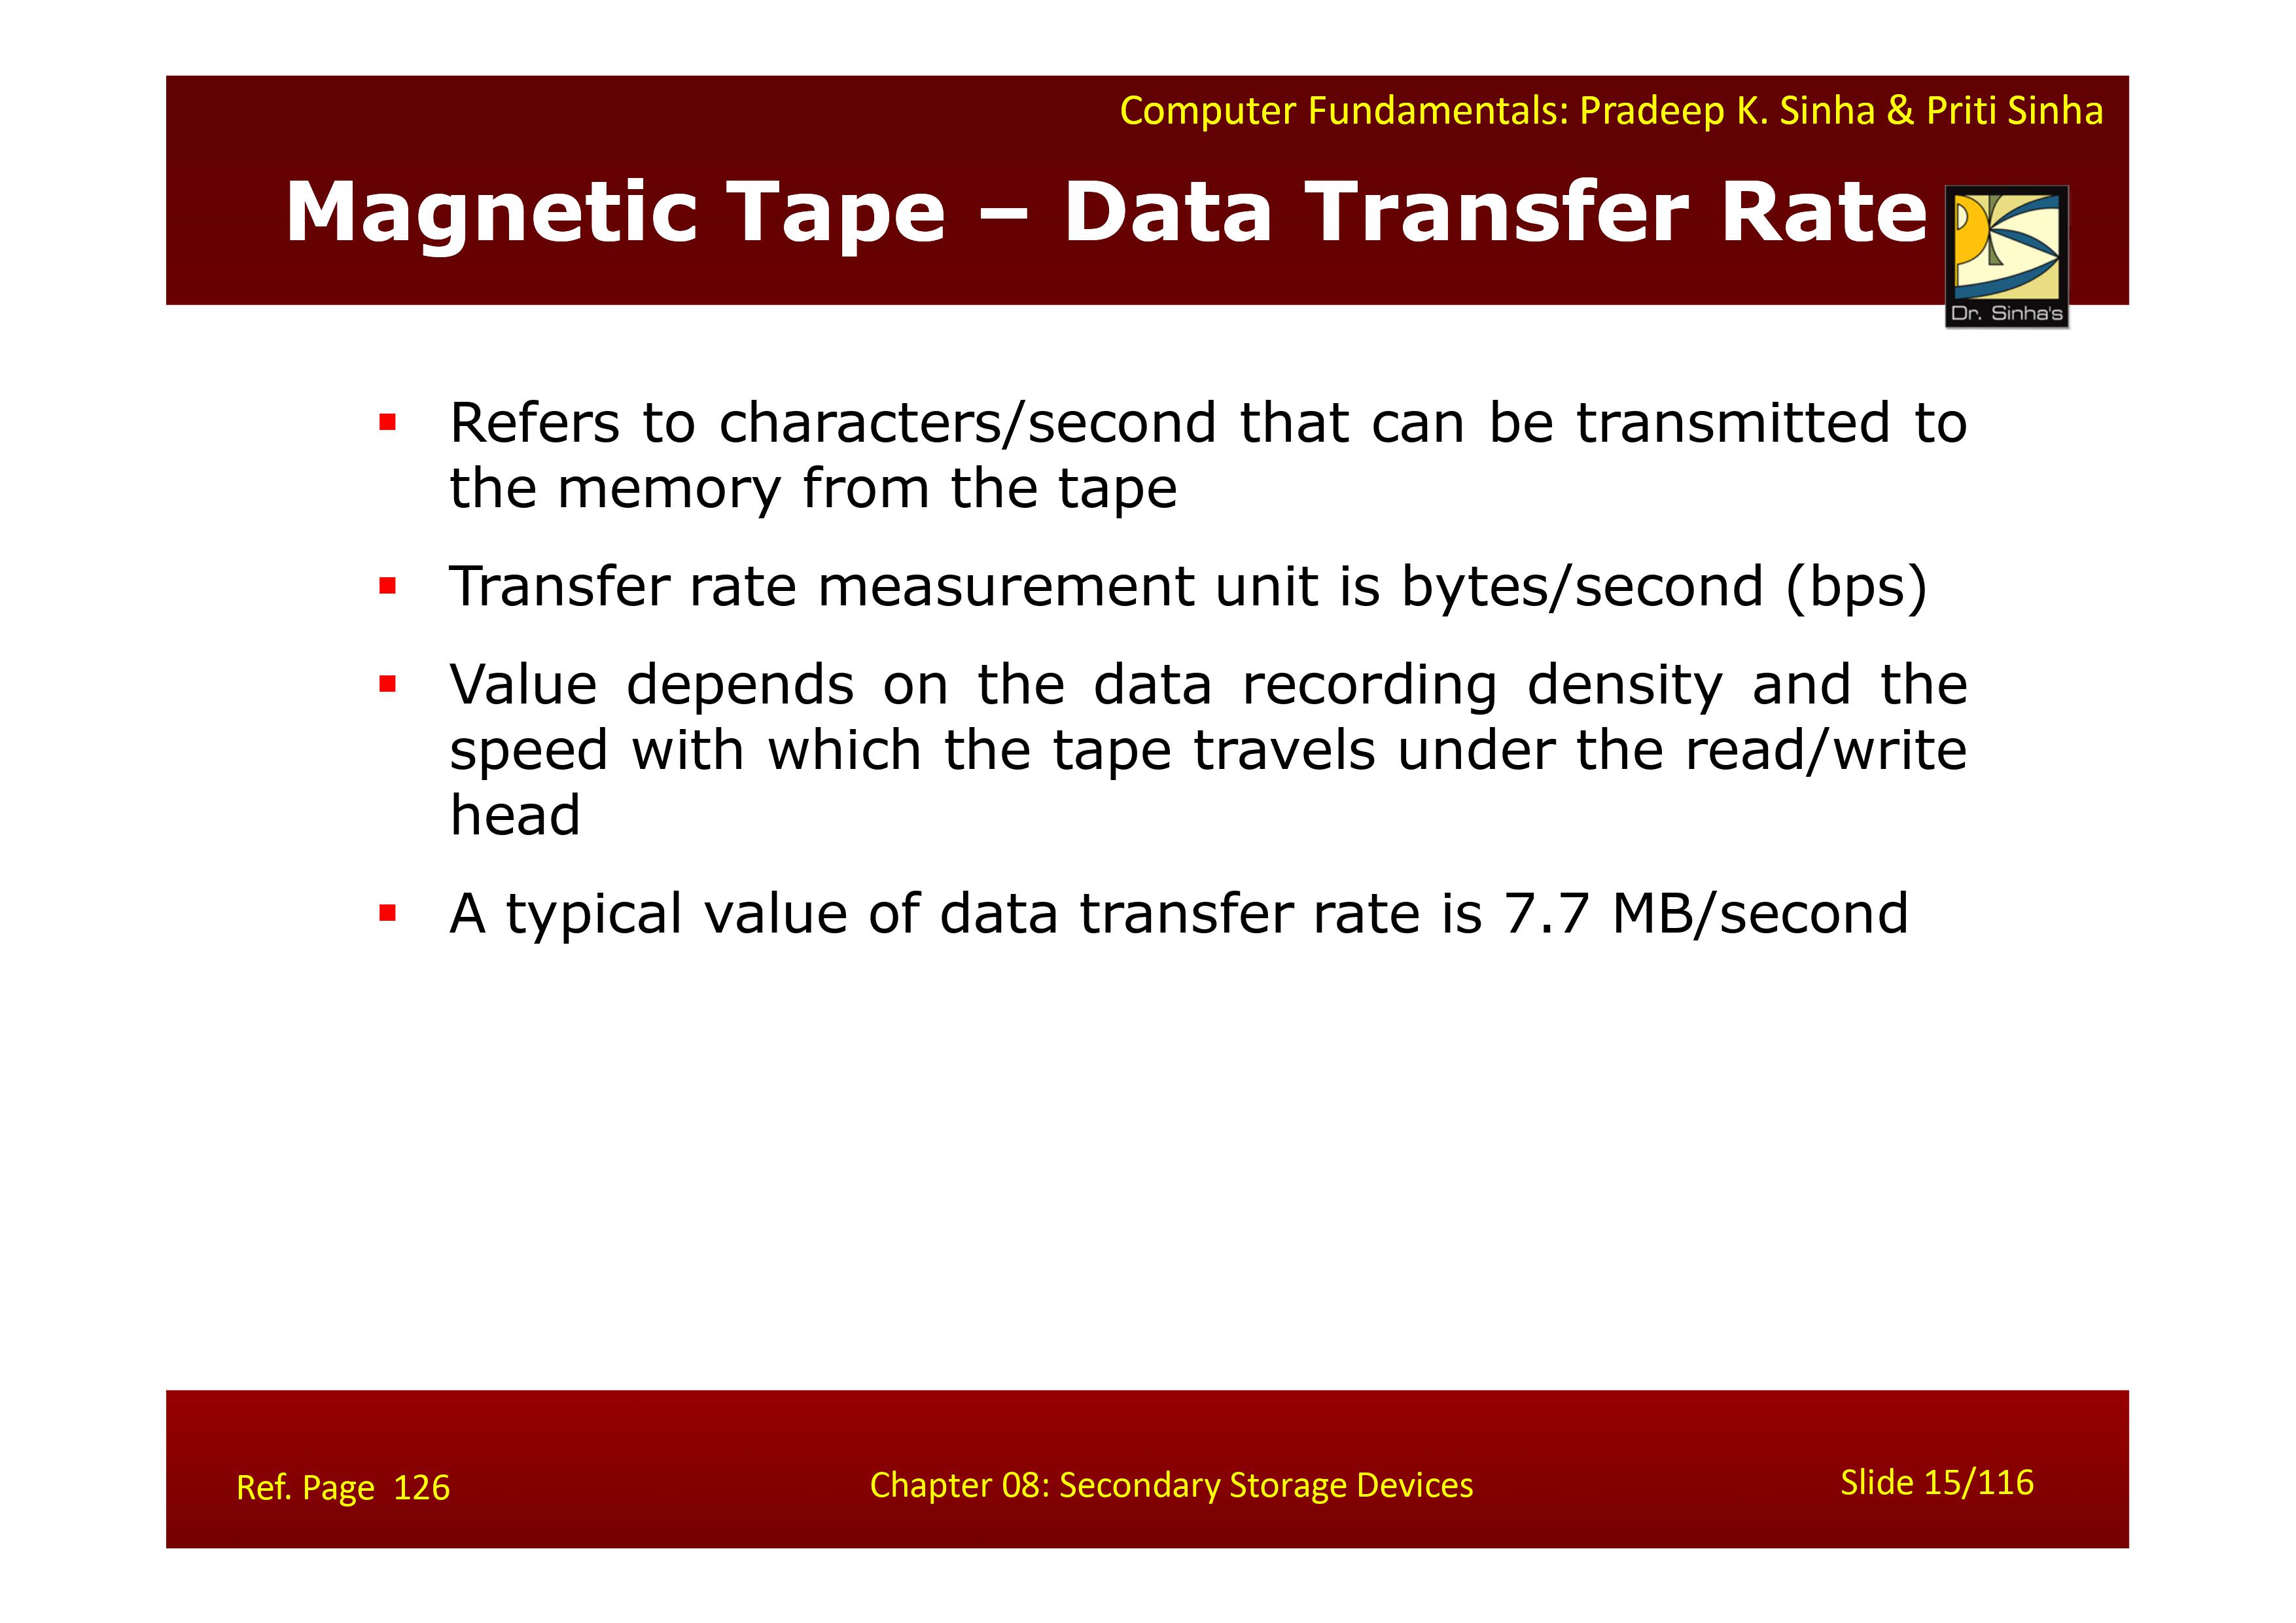 Computer Fundamentals: Pradeep K. Sinha & Priti Sinha
Magnetic Tape – Data Transfer Rate
Dr. Sinha's
▪ Refers to characters/second that can be transmitted to
the memory from the tape
▪ Transfer rate measurement unit is bytes/second (bps)
▪ Value depends on the data recording density and the
speed with which the tape travels under the read/write
head
▪ A typical value of data transfer rate is 7.7 MB/second
Ref. Page 126
Chapter 08: Secondary Storage Devices
Slide 15/116